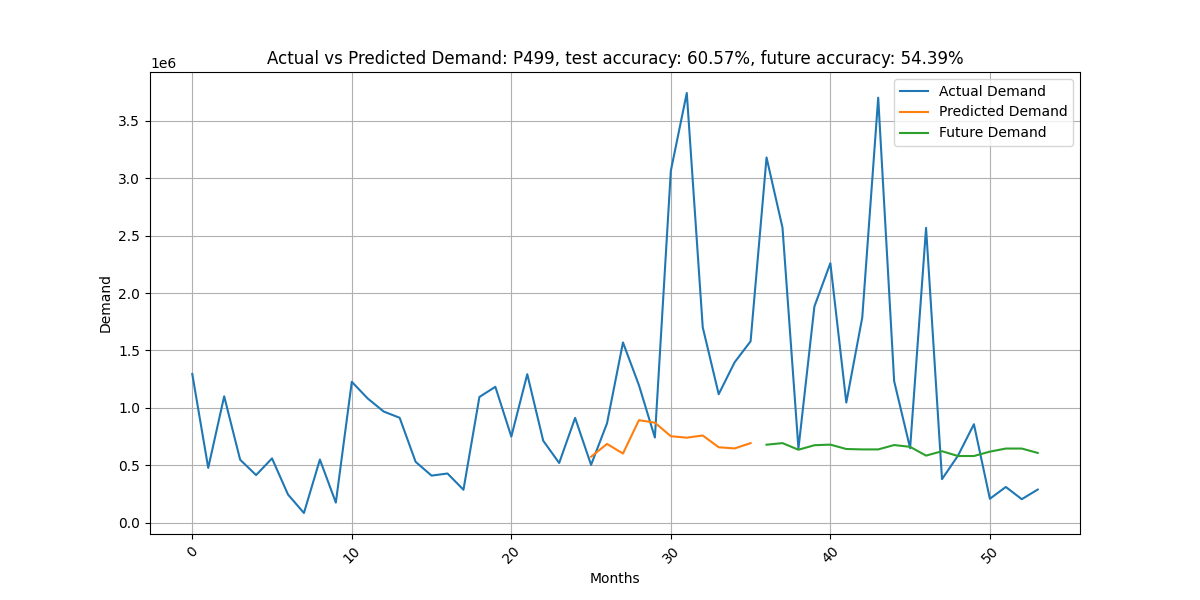 Actual vs Predicted Demand: P499, test accuracy: 60.57%, future accuracy: 54.39%
1e6
Actual Demand
Predicted Demand
Future Demand
3.5
3.0
2.5
2.0
1.5
1.0
0.5
0.0
Demand
0
10
20
30
40
50
Months